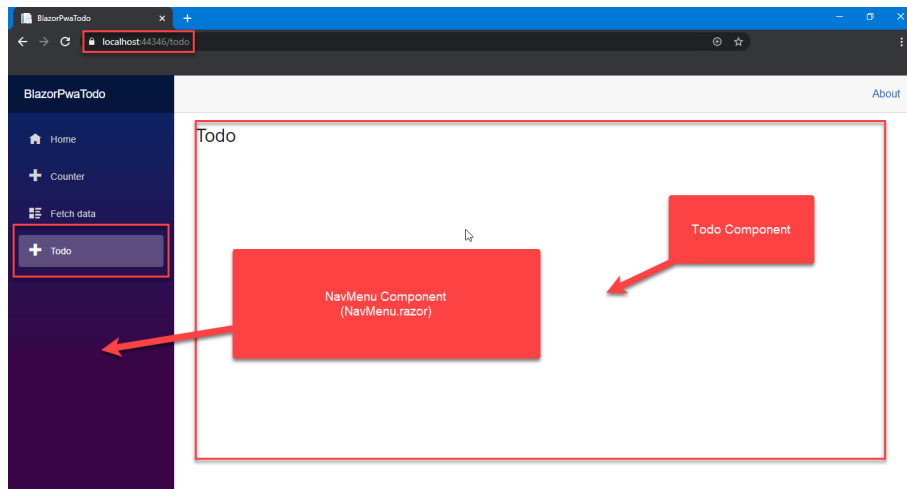 BlazorPwaTodo
localhost:44346/todo
BlazorPwaTodo
About
Home
Counter
Fetch data
Todo
Todo
Todo Component
NavMenu Component
(NavMenu.razor)